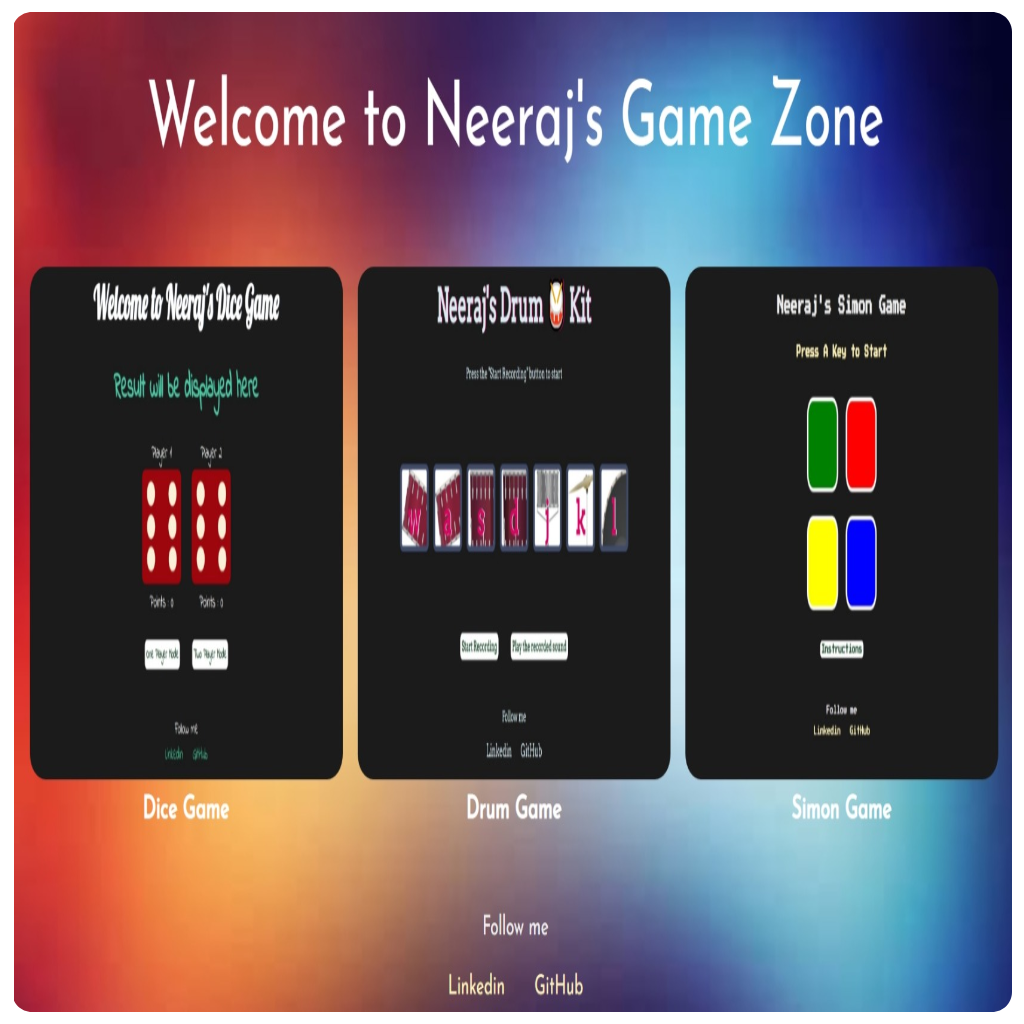 Welcome to Neeraj's Game Zone
Welcome to Neeraj's Dice Game
Result will be displayed here
Player 1 Player 2
Points : 0 Points : 0
One Player Mode Two Player Mode
Follow me
Linkedin GitHub
Dice Game
Neeraj's Drum Kit
Press the "Start Recording" button to start
w a s d j k l
Start Recording Play the recorded sound
Follow me
Linkedin GitHub
Drum Game
Neeraj's Simon Game
Press A Key to Start
Instructions
Follow me
Linkedin GitHub
Simon Game
Follow me
Linkedin GitHub